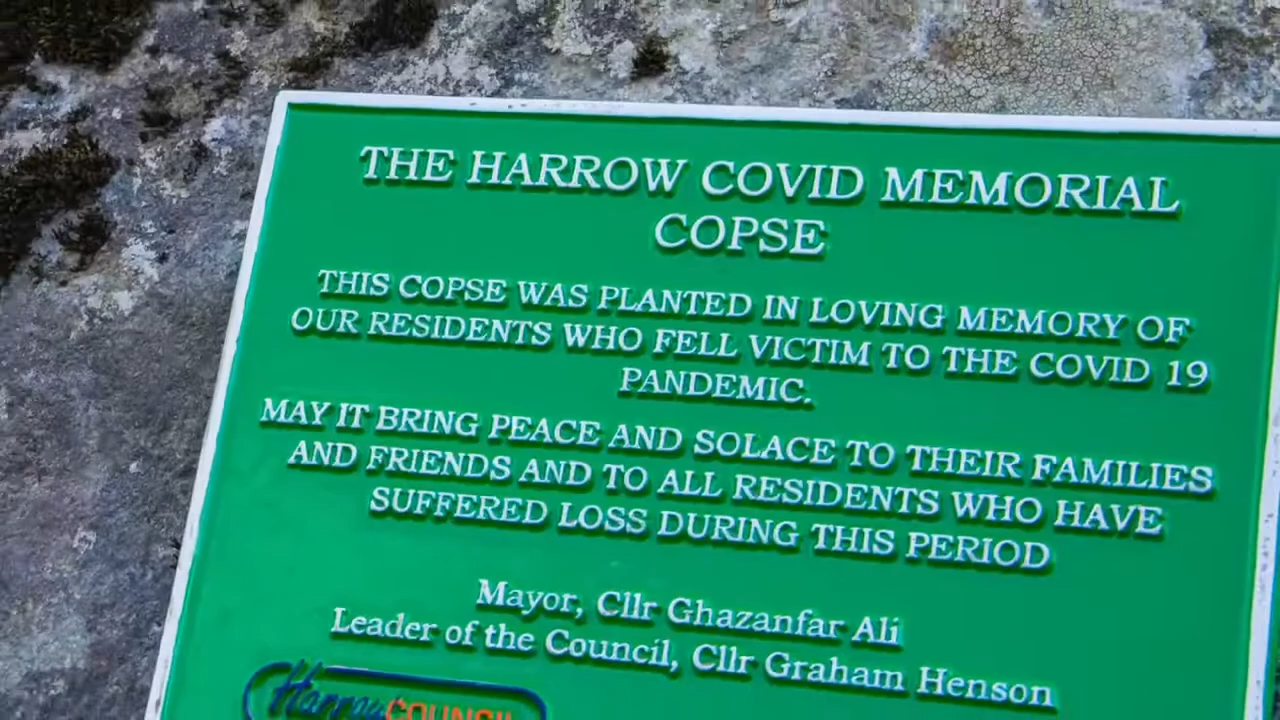 THE HARROW COVID MEMORIAL
COPSE
THIS COPSE WAS PLANTED IN LOVING MEMORY OF
OUR RESIDENTS WHO FELL VICTIM TO THE COVID 19
PANDEMIC.
MAY IT BRING PEACE AND SOLACE TO THEIR FAMILIES
AND FRIENDS AND TO ALL RESIDENTS WHO HAVE
SUFFERED LOSS DURING THIS PERIOD
Mayor, Cllr Ghazanfar Ali
Leader of the Council, Cllr Graham Henson
Harrow COUNCIL